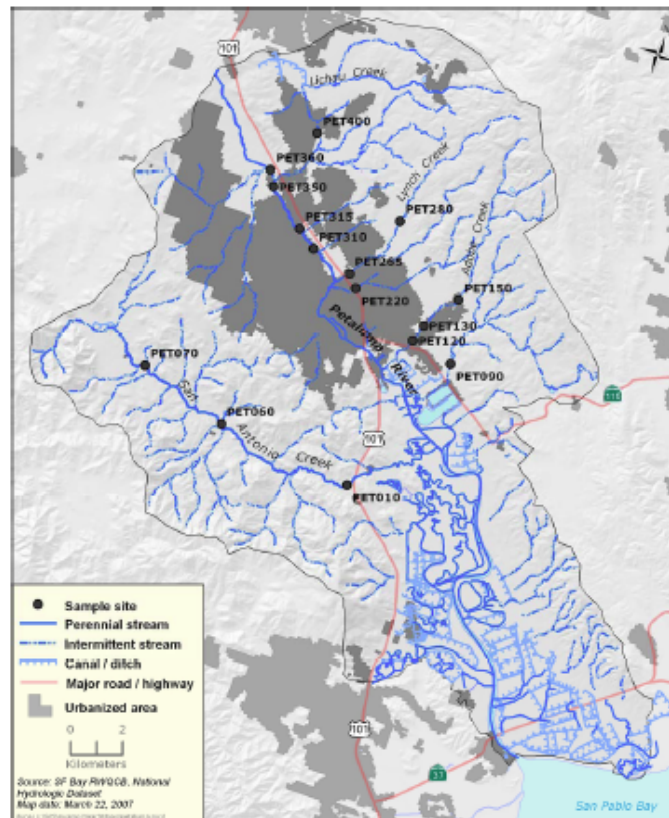 101
Lichau Creek
PET400
PET360
PET350
Lynch Creek
PET280
PET315
PET310
Adobe Creek
PET265
PET150
PET220
Petaluma River
PET130
PET120
PET070
PET090
116
San Antonio Creek
PET060
101
PET010
Sample site
Perennial stream
Intermittent stream
Canal / ditch
Major road / highway
Urbanized area
0 2
Kilometers
101
37
Source: SF Bay RWQCB, National
Hydrologic Dataset
Map date: March 22, 2007
San Pablo Bay